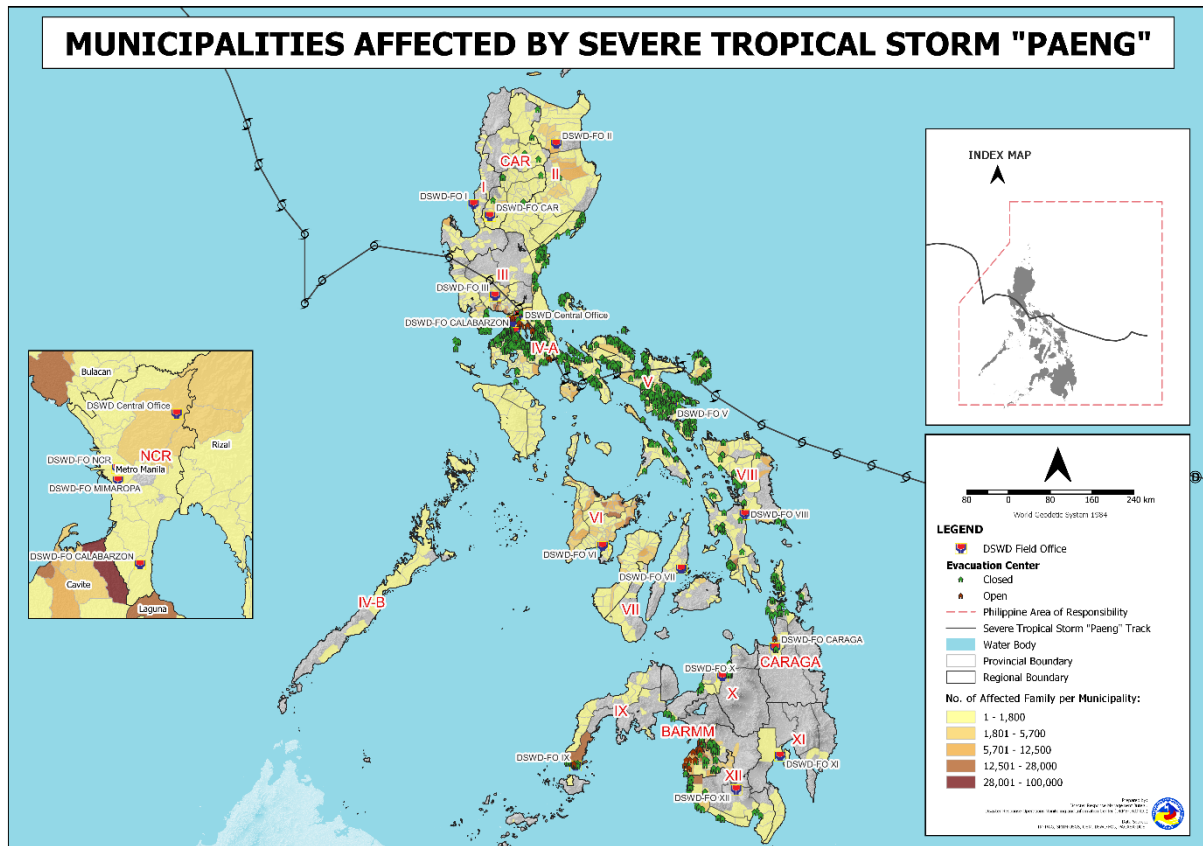 MUNICIPALITIES AFFECTED BY SEVERE TROPICAL STORM "PAENG"
DSWD-FO II
CAR
II
I
DSWD-FO I
DSWD-FO CAR
III
DSWD-FO III
DSWD Central Office
DSWD-FO CALABARZON
IV-A
V
DSWD-FO V
VIII
DSWD-FO VIII
VI
DSWD-FO VI
DSWD-FO VII
VII
IV-B
DSWD-FO CARAGA
CARAGA
DSWD-FO X
X
IX
BARMM
XI
DSWD-FO IX
DSWD-FO XI
XII
DSWD-FO XII
Bulacan
DSWD Central Office
Rizal
NCR
DSWD-FO NCR
Metro Manila
DSWD-FO MIMAROPA
DSWD-FO CALABARZON
Cavite
Laguna
INDEX MAP
80 0 80 160 240 km
World Geodetic System 1984
LEGEND
DSWD Field Office
Evacuation Center
Closed
Open
Philippine Area of Responsibility
Severe Tropical Storm "Paeng" Track
Water Body
Provincial Boundary
Regional Boundary
No. of Affected Family per Municipality:
1 - 1,800
1,801 - 5,700
5,701 - 12,500
12,501 - 28,000
28,001 - 100,000
Prepared by: